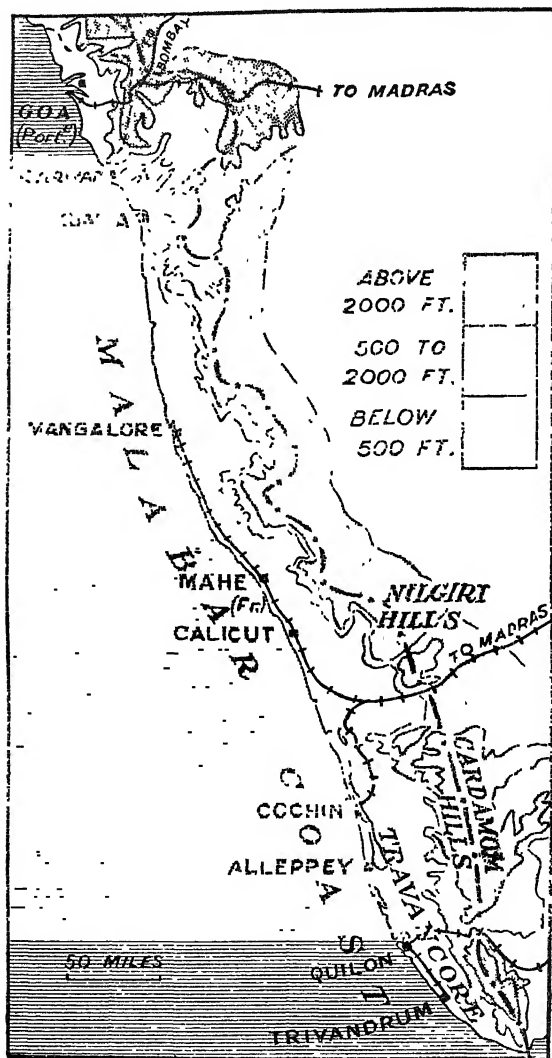 BOMBAY
TO MADRAS
GOA
(Port.)
ABOVE
2000 FT.
500 TO
2000 FT.
BELOW
500 FT.
MALABAR COAST
MANGALORE
MAHE
(Fr.)
CALICUT
NILGIRI
HILLS
TO MADRAS
CARDAMOM
HILLS
COCHIN
ALLEPPEY
TRAVANCORE
50 MILES
QUILON
TRIVANDRUM